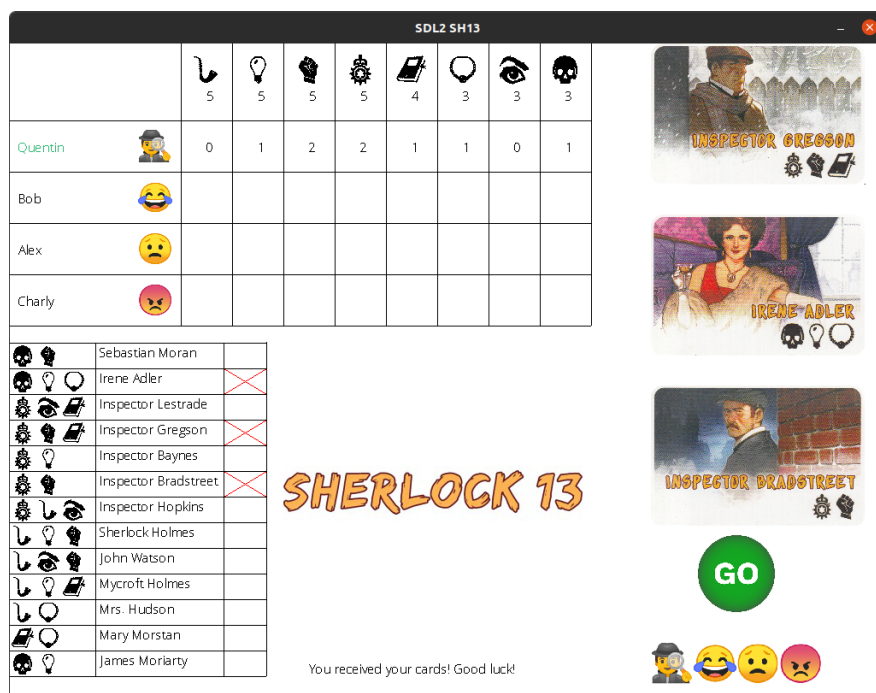 SDL2 SH13
5 5 5 5 4 3 3 3
Quentin 0 1 2 2 1 1 0 1
Bob
Alex
Charly
INSPECTOR GREGSON
IRENE ADLER
INSPECTOR BRADSTREET
Sebastian Moran
Irene Adler
Inspector Lestrade
Inspector Gregson
Inspector Baynes
Inspector Bradstreet
Inspector Hopkins
Sherlock Holmes
John Watson
Mycroft Holmes
Mrs. Hudson
Mary Morstan
James Moriarty
SHERLOCK 13
GO
You received your cards! Good luck!